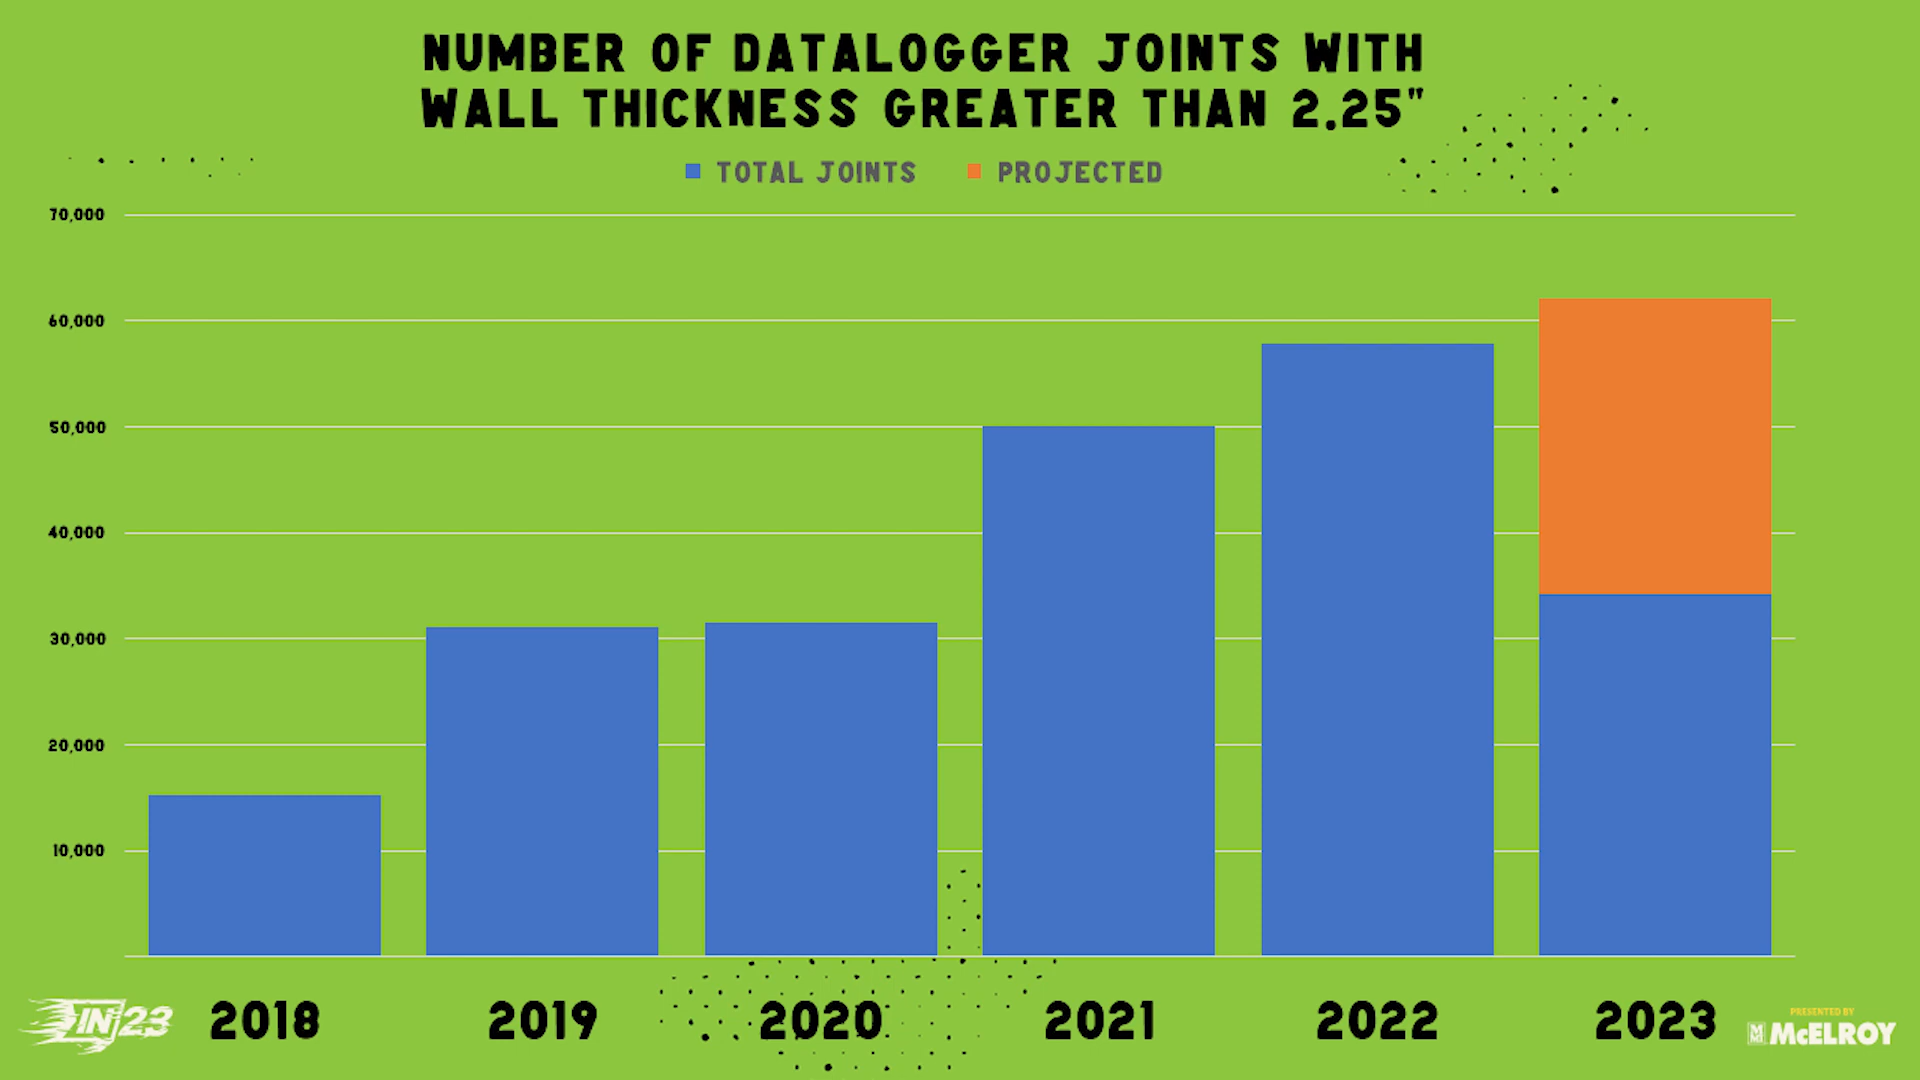 NUMBER OF DATALOGGER JOINTS WITH
WALL THICKNESS GREATER THAN 2.25"
TOTAL JOINTS PROJECTED
70,000
60,000
50,000
40,000
30,000
20,000
10,000
2018 2019 2020 2021 2022 2023
IN23
PRESENTED BY
McELROY